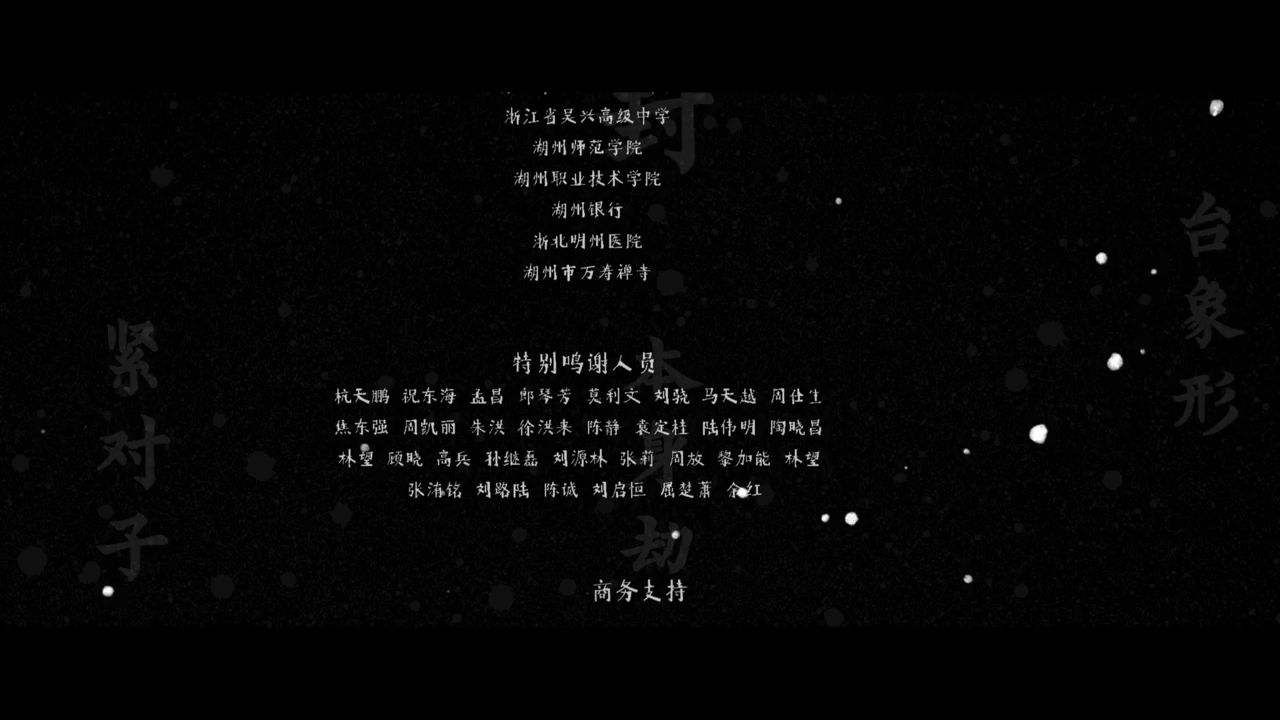 浙江省吴兴高级中学
湖州师范学院
湖州职业技术学院
湖州银行
浙北明州医院
湖州市万寿禅寺
特别鸣谢人员
杭天鹏 祝东海 孟昌 郎琴芳 莫利文 刘骁 马天越 周仕生
焦东强 周凯丽 朱洪 徐洪来 陈静 袁定桂 陆伟明 陶晓昌
林望 顾晓 高兵 孙继磊 刘源林 张莉 周放 黎加能 林望
张洧铭 刘路陆 陈诚 刘启恒 屈楚萧 余红
商务支持
封
本身劫
紧对子
台象形